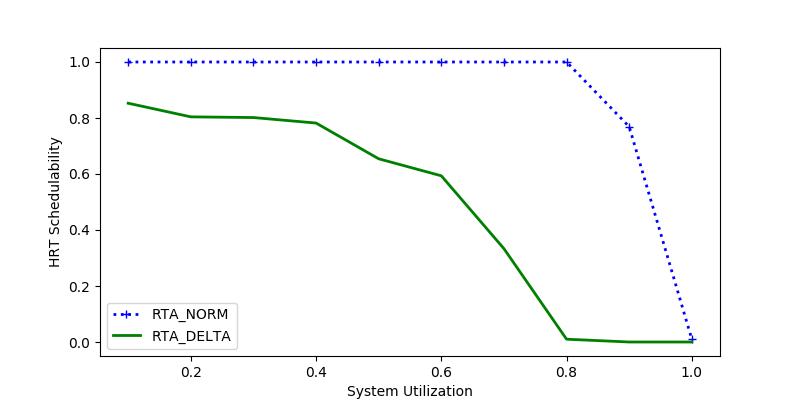 1.0
0.8
0.6
0.4
0.2
0.0
HRT Schedulability
RTA_NORM
RTA_DELTA
0.2 0.4 0.6 0.8 1.0
System Utilization